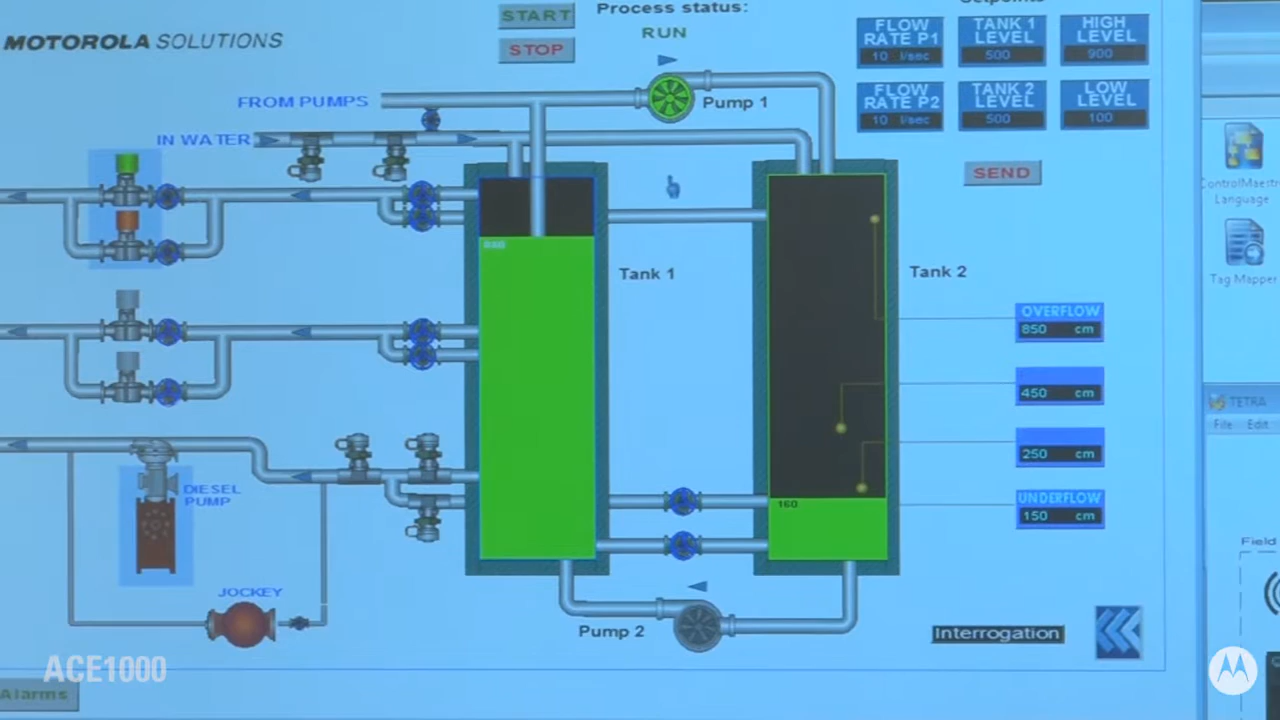 MOTOROLA SOLUTIONS
START
STOP
Process status:
RUN
FLOW RATE P1
10 l/sec
TANK 1 LEVEL
500
HIGH LEVEL
900
FLOW RATE P2
10 l/sec
TANK 2 LEVEL
500
LOW LEVEL
100
SEND
FROM PUMPS
IN WATER
Pump 1
Tank 1
Tank 2
OVERFLOW
850 cm
450 cm
250 cm
160
UNDERFLOW
150 cm
DIESEL
PUMP
JOCKEY
Pump 2
Interrogation
ACE1000
Alarms
ControlMaestr
Language
Tag Mapper
TETRA
File Edit
Field